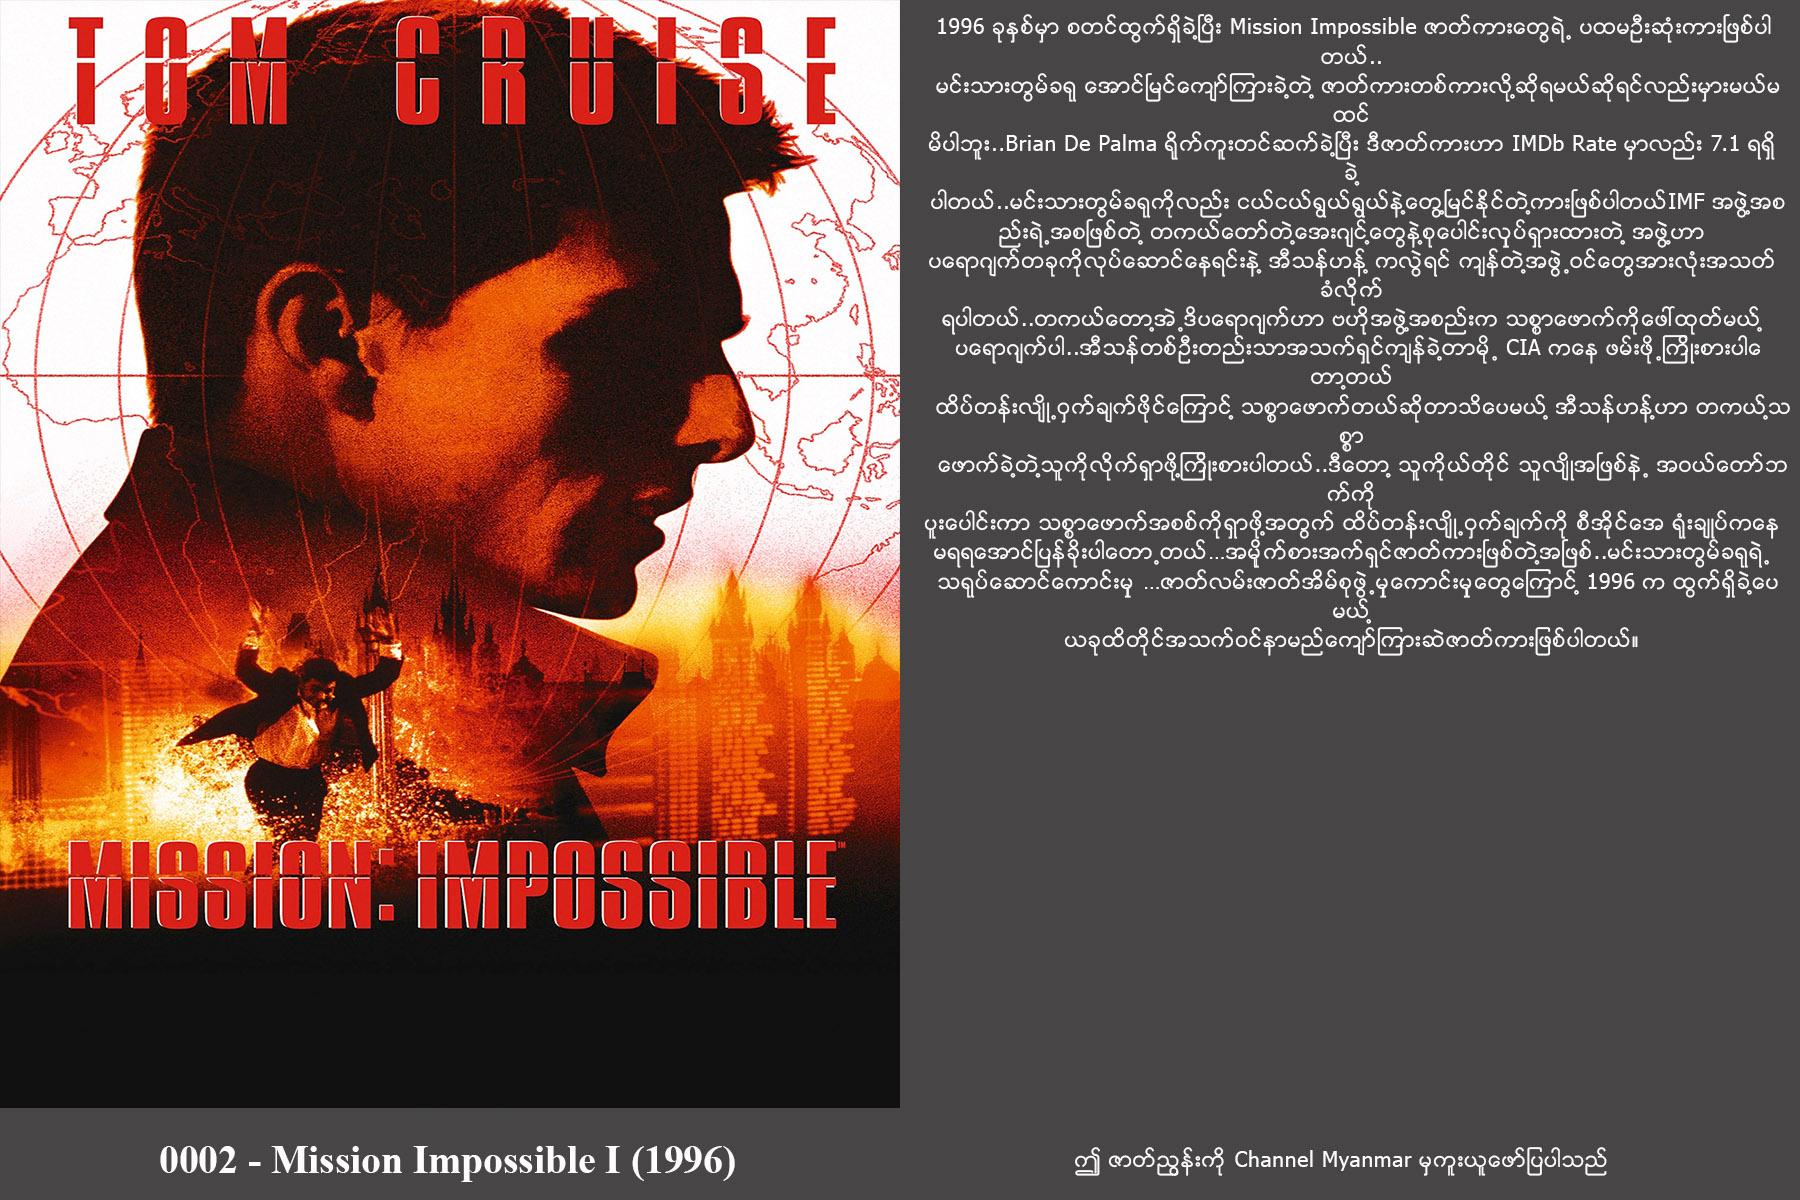 TOM CRUISE
MISSION: IMPOSSIBLE™
0002 - Mission Impossible I (1996)
1996 ခုနှစ်မှာ စတင်ထွက်ရှိခဲ့ပြီး Mission Impossible ဇာတ်ကားတွေရဲ့ ပထမဦးဆုံးကားဖြစ်ပါ
တယ်..
မင်းသားတွမ်ခရု အောင်မြင်ကျော်ကြားခဲ့တဲ့ ဇာတ်ကားတစ်ကားလို့ဆိုရမယ်ဆိုရင်လည်းမှားမယ်မ
ထင်
မိပါဘူး..Brian De Palma ရိုက်ကူးတင်ဆက်ခဲ့ပြီး ဒီဇာတ်ကားဟာ IMDb Rate မှာလည်း 7.1 ရရှိ
ခဲ့
ပါတယ်..မင်းသားတွမ်ခရုကိုလည်း ငယ်ငယ်ရွယ်ရွယ်နဲ့တွေ့မြင်နိုင်တဲ့ကားဖြစ်ပါတယ်IMF အဖွဲ့အစ
ည်းရဲ့အစဖြစ်တဲ့ တကယ်တော်တဲ့အေးဂျင့်တွေနဲ့စုပေါင်းလှုပ်ရှားထားတဲ့ အဖွဲ့ဟာ
ပရောဂျက်တခုကိုလုပ်ဆောင်နေရင်းနဲ့ အီသန်ဟန့် ကလွဲရင် ကျန်တဲ့အဖွဲ့ဝင်တွေအားလုံးအသတ်
ခံလိုက်
ရပါတယ်..တကယ်တော့အဲ့ဒီပရောဂျက်ဟာ ဗဟိုအဖွဲ့အစည်းက သစ္စာဖောက်ကိုဖေါ်ထုတ်မယ့်
ပရောဂျက်ပါ..အီသန်တစ်ဦးတည်းသာအသက်ရှင်ကျန်ခဲ့တာမို့ CIA ကနေ ဖမ်းဖို့ကြိုးစားပါ​ေ
တာ့တယ်
ထိပ်တန်းလျှို့ဝှက်ချက်ဖိုင်ကြောင့် သစ္စာဖောက်တယ်ဆိုတာသိပေမယ့် အီသန်ဟန့်ဟာ တကယ့်သ
စ္စာ
ဖောက်ခဲ့တဲ့သူကိုလိုက်ရှာဖို့ကြိုးစားပါတယ်..ဒီတော့ သူကိုယ်တိုင် သူလျှိုအဖြစ်နဲ့ အဝယ်တော်ဘ
က်ကို
ပူးပေါင်းကာ သစ္စာဖောက်အစစ်ကိုရှာဖို့အတွက် ထိပ်တန်းလျှို့ဝှက်ချက်ကို စီအိုင်အေ ရုံးချုပ်ကနေ
မရရအောင်ပြန်ခိုးပါတော့တယ်...အမိုက်စားအက်ရှင်ဇာတ်ကားဖြစ်တဲ့အဖြစ်..မင်းသားတွမ်ခရုရဲ့
သရုပ်ဆောင်ကောင်းမှု ...ဇာတ်လမ်းဇာတ်အိမ်စုဖွဲ့မှုကောင်းမှုတွေကြောင့် 1996 က ထွက်ရှိခဲ့ပေ
မယ့်
ယခုထိတိုင်အသက်ဝင်နာမည်ကျော်ကြားဆဲဇာတ်ကားဖြစ်ပါတယ်။
ဤ ဇာတ်ညွှန်းကို Channel Myanmar မှကူးယူဖော်ပြပါသည်